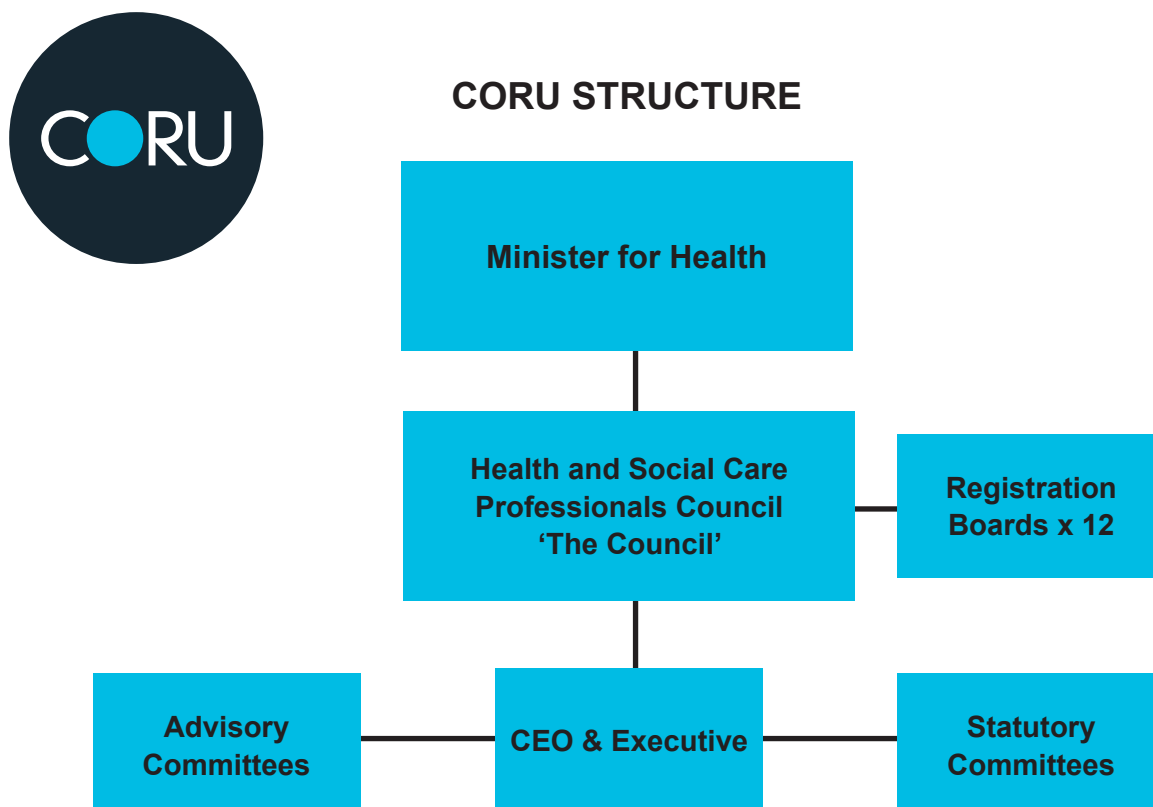 CORU
CORU STRUCTURE
Minister for Health
Health and Social Care
Professionals Council
‘The Council’
Registration
Boards x 12
Advisory
Committees
CEO & Executive
Statutory
Committees